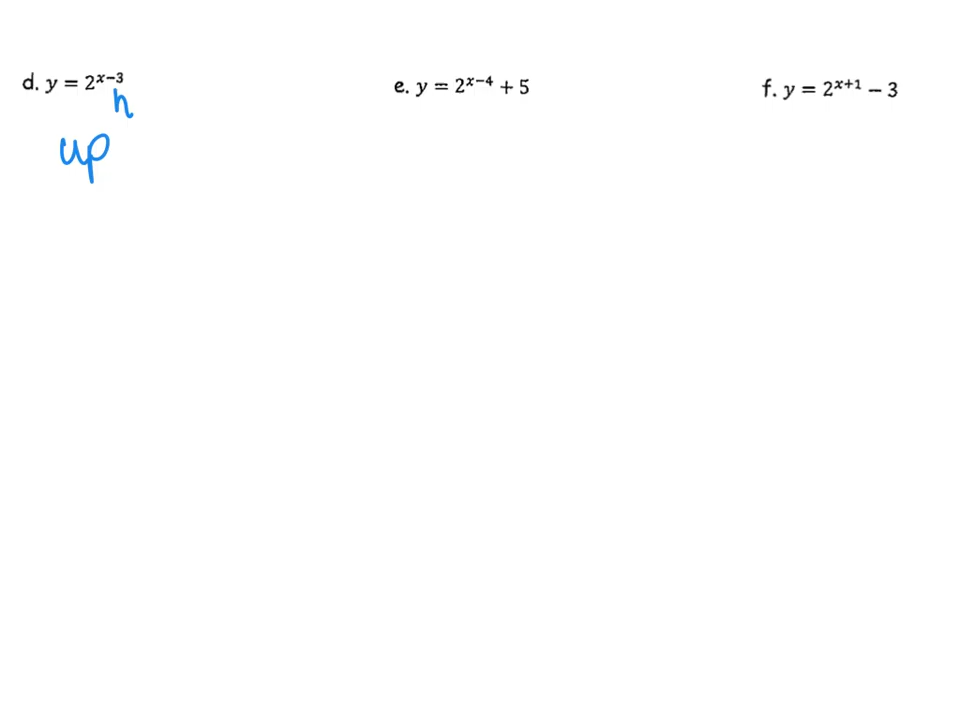 d. y = 2^{x−3}
h
up
e. y = 2^{x−4} + 5
f. y = 2^{x+1} − 3